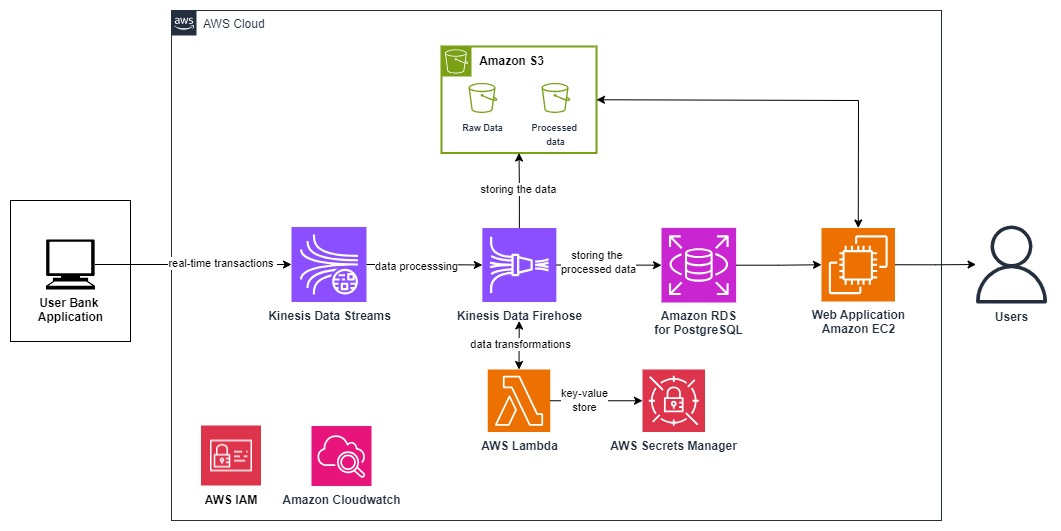 aws
AWS Cloud
Amazon S3
Raw Data
Processed
data
storing the data
real-time transactions
data processsing
storing the
processed data
User Bank
Application
Kinesis Data Streams
Kinesis Data Firehose
Amazon RDS
for PostgreSQL
Web Application
Amazon EC2
Users
data transformations
key-value
store
AWS Lambda
AWS Secrets Manager
AWS IAM
Amazon Cloudwatch